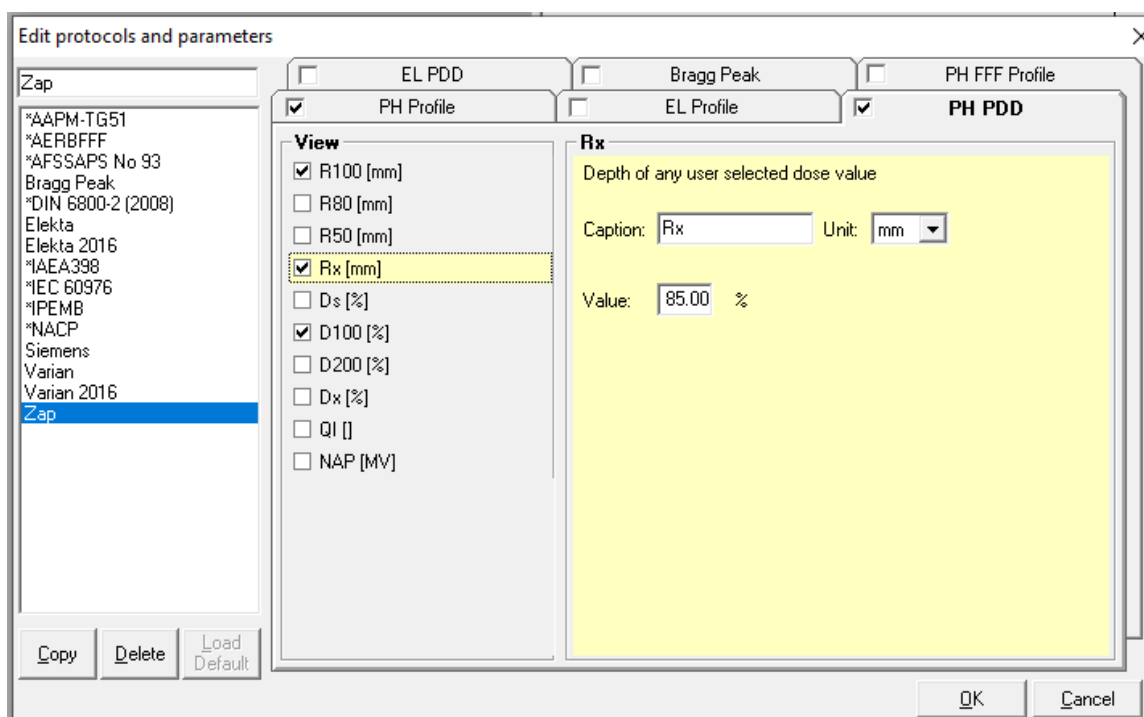 Edit protocols and parameters
Zap
*AAPM-TG51
*AERBFFF
*AFSSAPS No 93
Bragg Peak
*DIN 6800-2 (2008)
Elekta
Elekta 2016
*IAEA398
*IEC 60976
*IPEMB
*NACP
Siemens
Varian
Varian 2016
Zap
Copy Delete Load Default
EL PDD Bragg Peak PH FFF Profile
PH Profile EL Profile PH PDD
View
R100 [mm]
R80 [mm]
R50 [mm]
Rx [mm]
Ds [%]
D100 [%]
D200 [%]
Dx [%]
QI []
NAP [MV]
Rx
Depth of any user selected dose value
Caption: Rx Unit: mm
Value: 85.00 %
OK Cancel